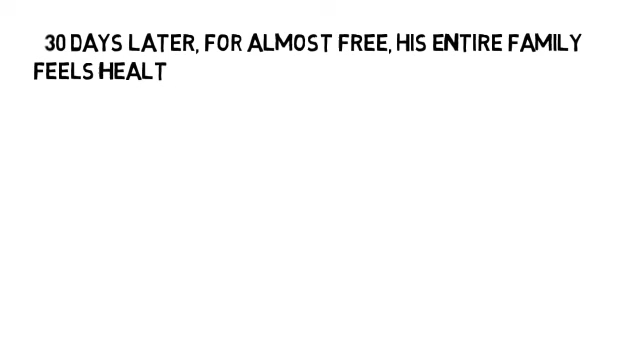 30 DAYS LATER, FOR ALMOST FREE, HIS ENTIRE FAMILY
FEELS HEALT